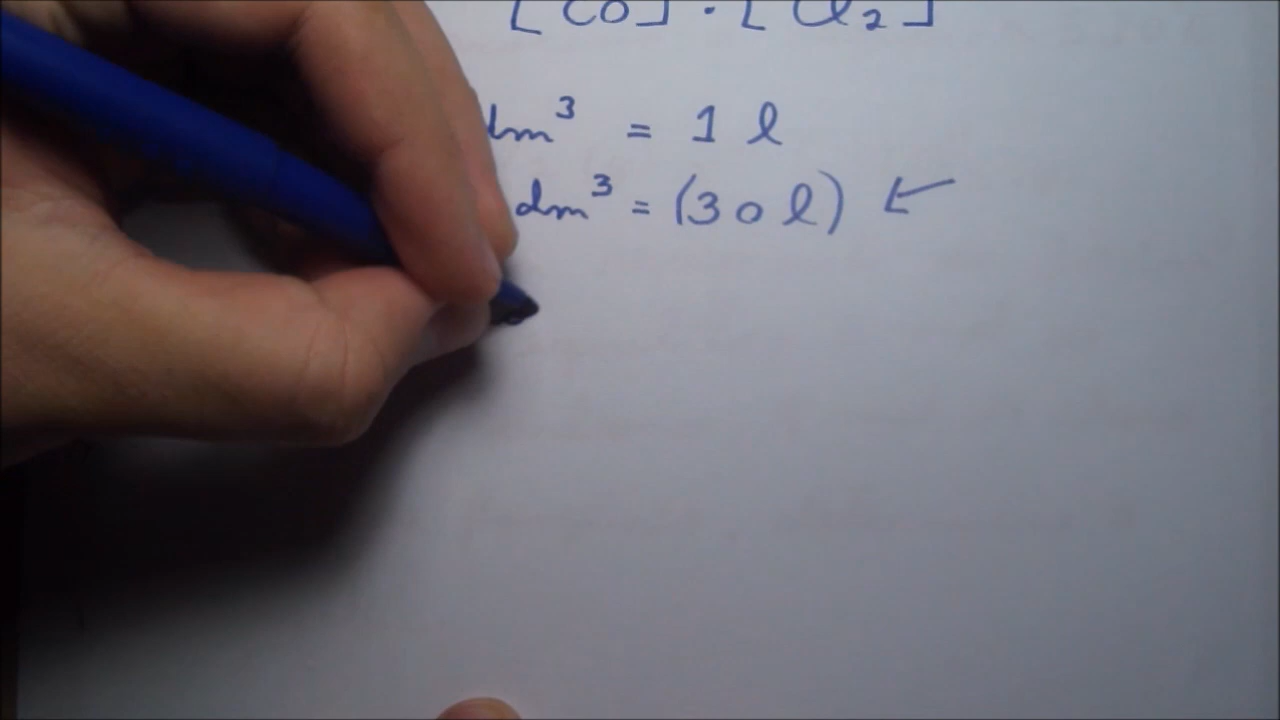 [CO] · [Cl₂]
dm³ = 1 l
dm³ = (30 l) ←